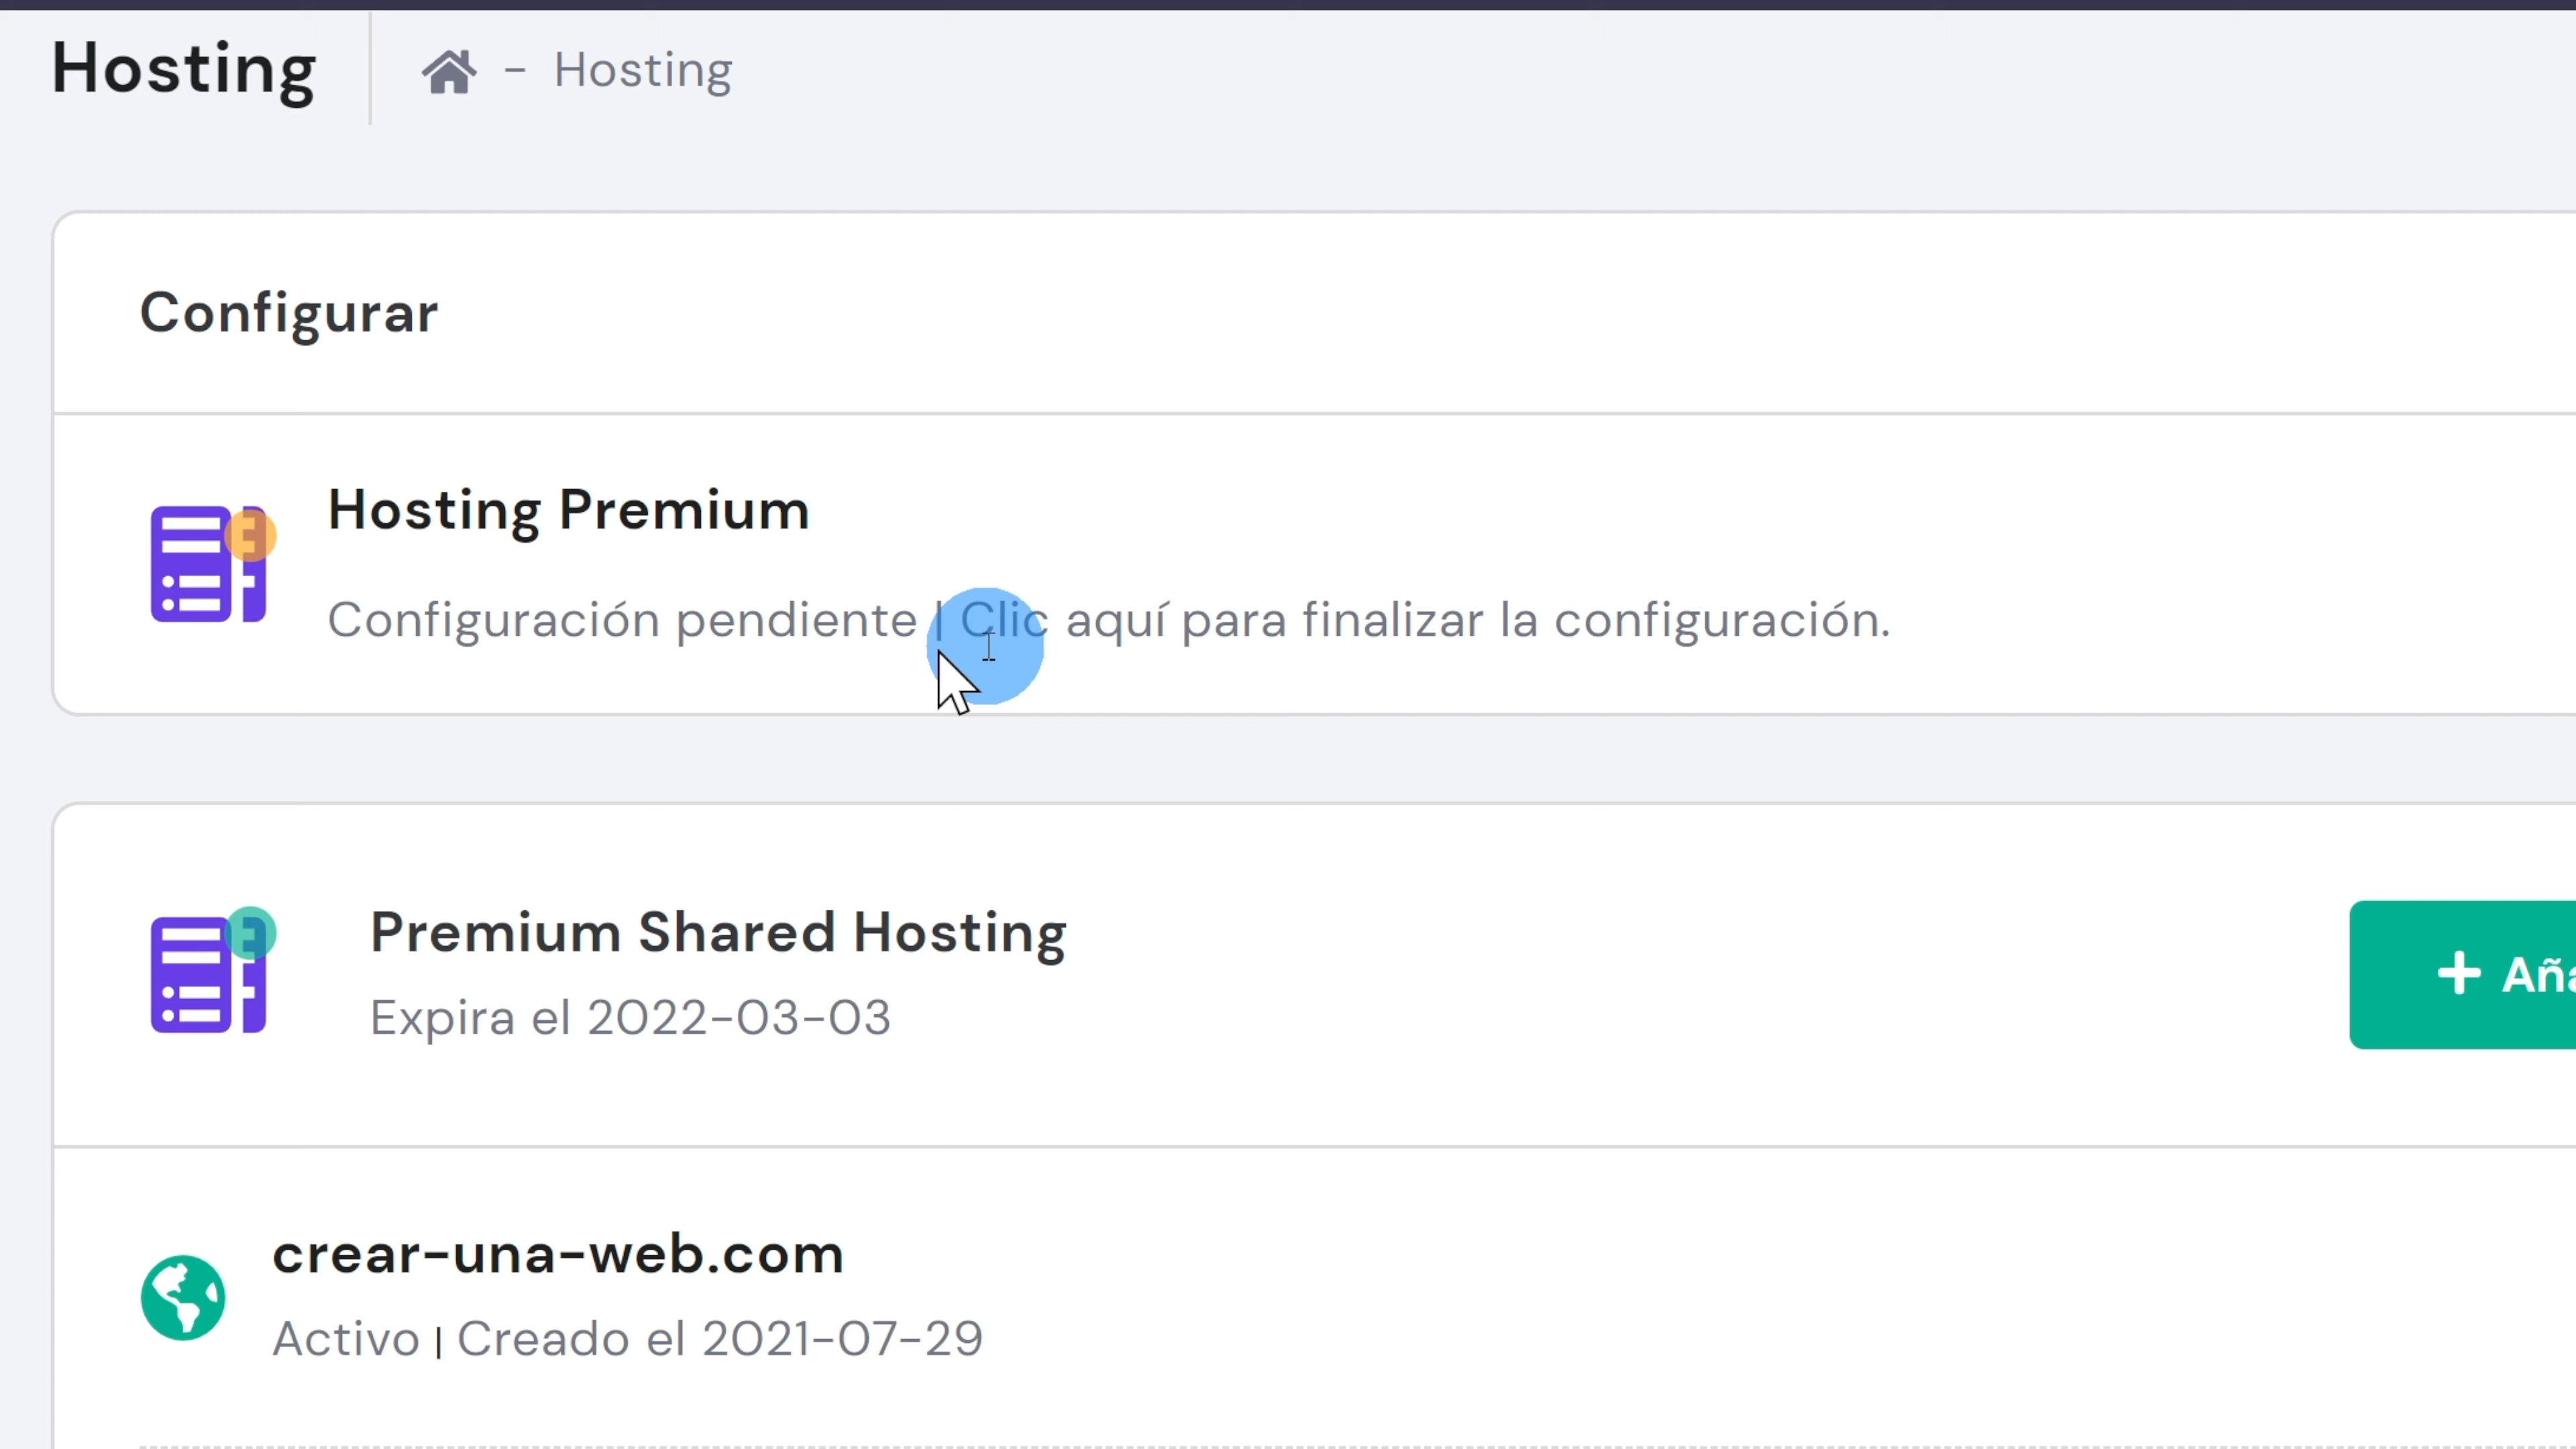 Hosting
- Hosting
Configurar
Hosting Premium
Configuración pendiente | Clic aquí para finalizar la configuración.
Premium Shared Hosting
Expira el 2022-03-03
crear-una-web.com
Activo | Creado el 2021-07-29